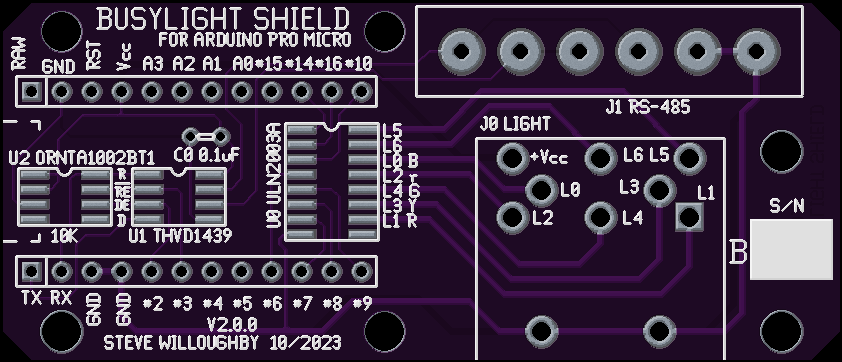 BUSYLIGHT SHIELD
FOR ARDUINO PRO MICRO
RAW GND RST Vcc A3 A2 A1 A0 #15 #14 #16 #10
J1 RS-485
J0 LIGHT
U2 ORNTA1002BT1
C0 0.1uF
R
RE
DE
D
10K
U1 THVD1439
U0 ULN2003A
L5
L6
L0 B
L2 r
L4 G
L3 Y
L1 R
+Vcc L6 L5
L0 L3 L1
L2 L4
S/N
B
TX RX GND GND #2 #3 #4 #5 #6 #7 #8 #9
V2.0.0
STEVE WILLOUGHBY 10/2023